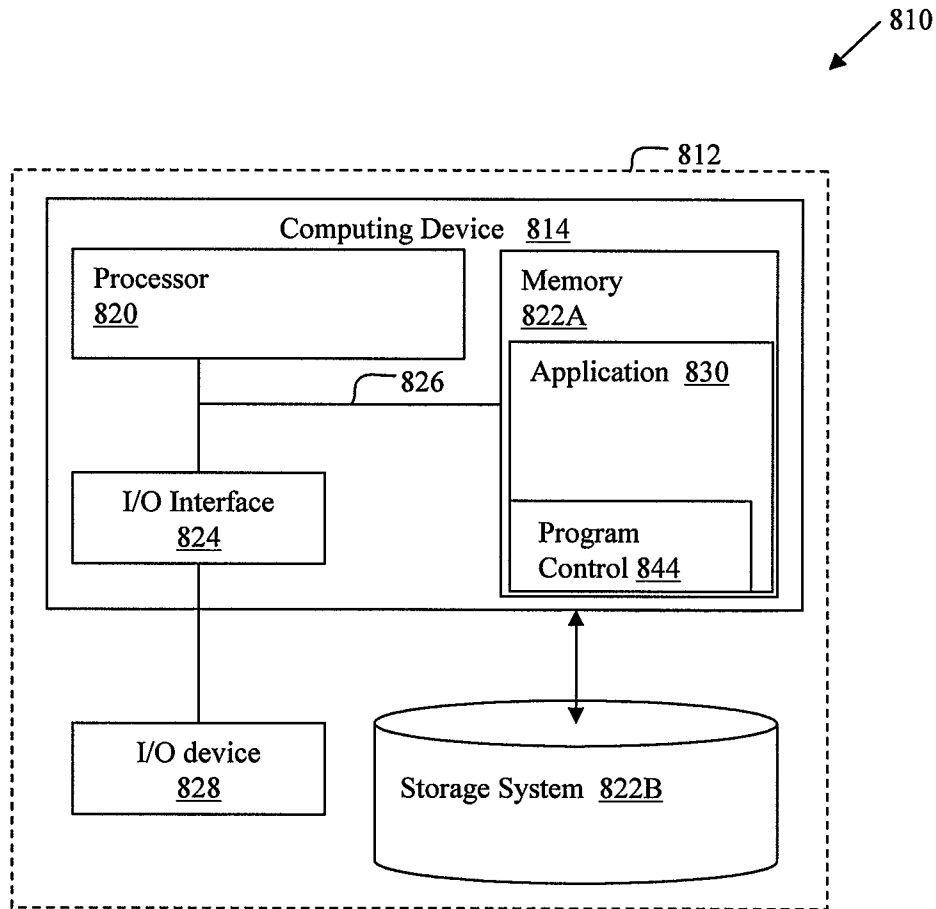 810
812
Computing Device 814
Processor
820
Memory
822A
Application 830
826
I/O Interface
824
Program
Control 844
I/O device
828
Storage System 822B